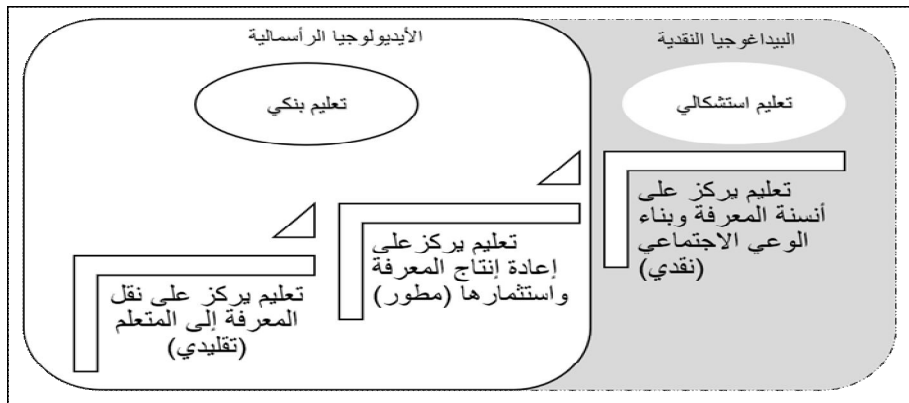 البيداغوجيا النقدية
الأيديولوجيا الرأسمالية
تعليم استشكالي
تعليم بنكي
تعليم يركز على
أنسنة المعرفة وبناء
الوعي الاجتماعي
(نقدي)
تعليم يركز على
إعادة إنتاج المعرفة
واستثمارها (مطور)
تعليم يركز على نقل
المعرفة إلى المتعلم
(تقليدي)